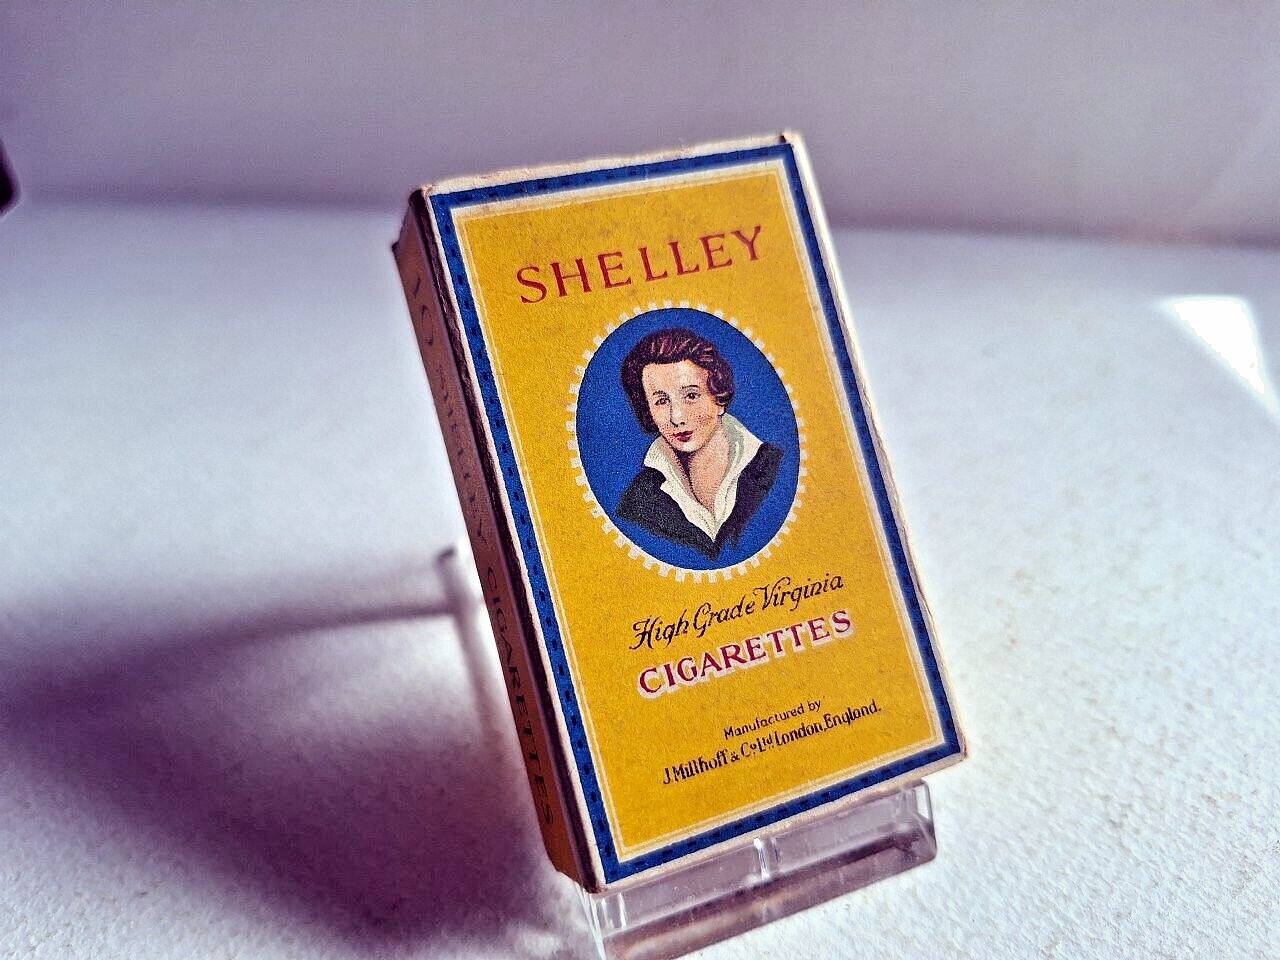 SHELLEY
High Grade Virginia
CIGARETTES
Manufactured by
J. Millhoff & Co Ltd London, England.
10 SHELLEY CIGARETTES